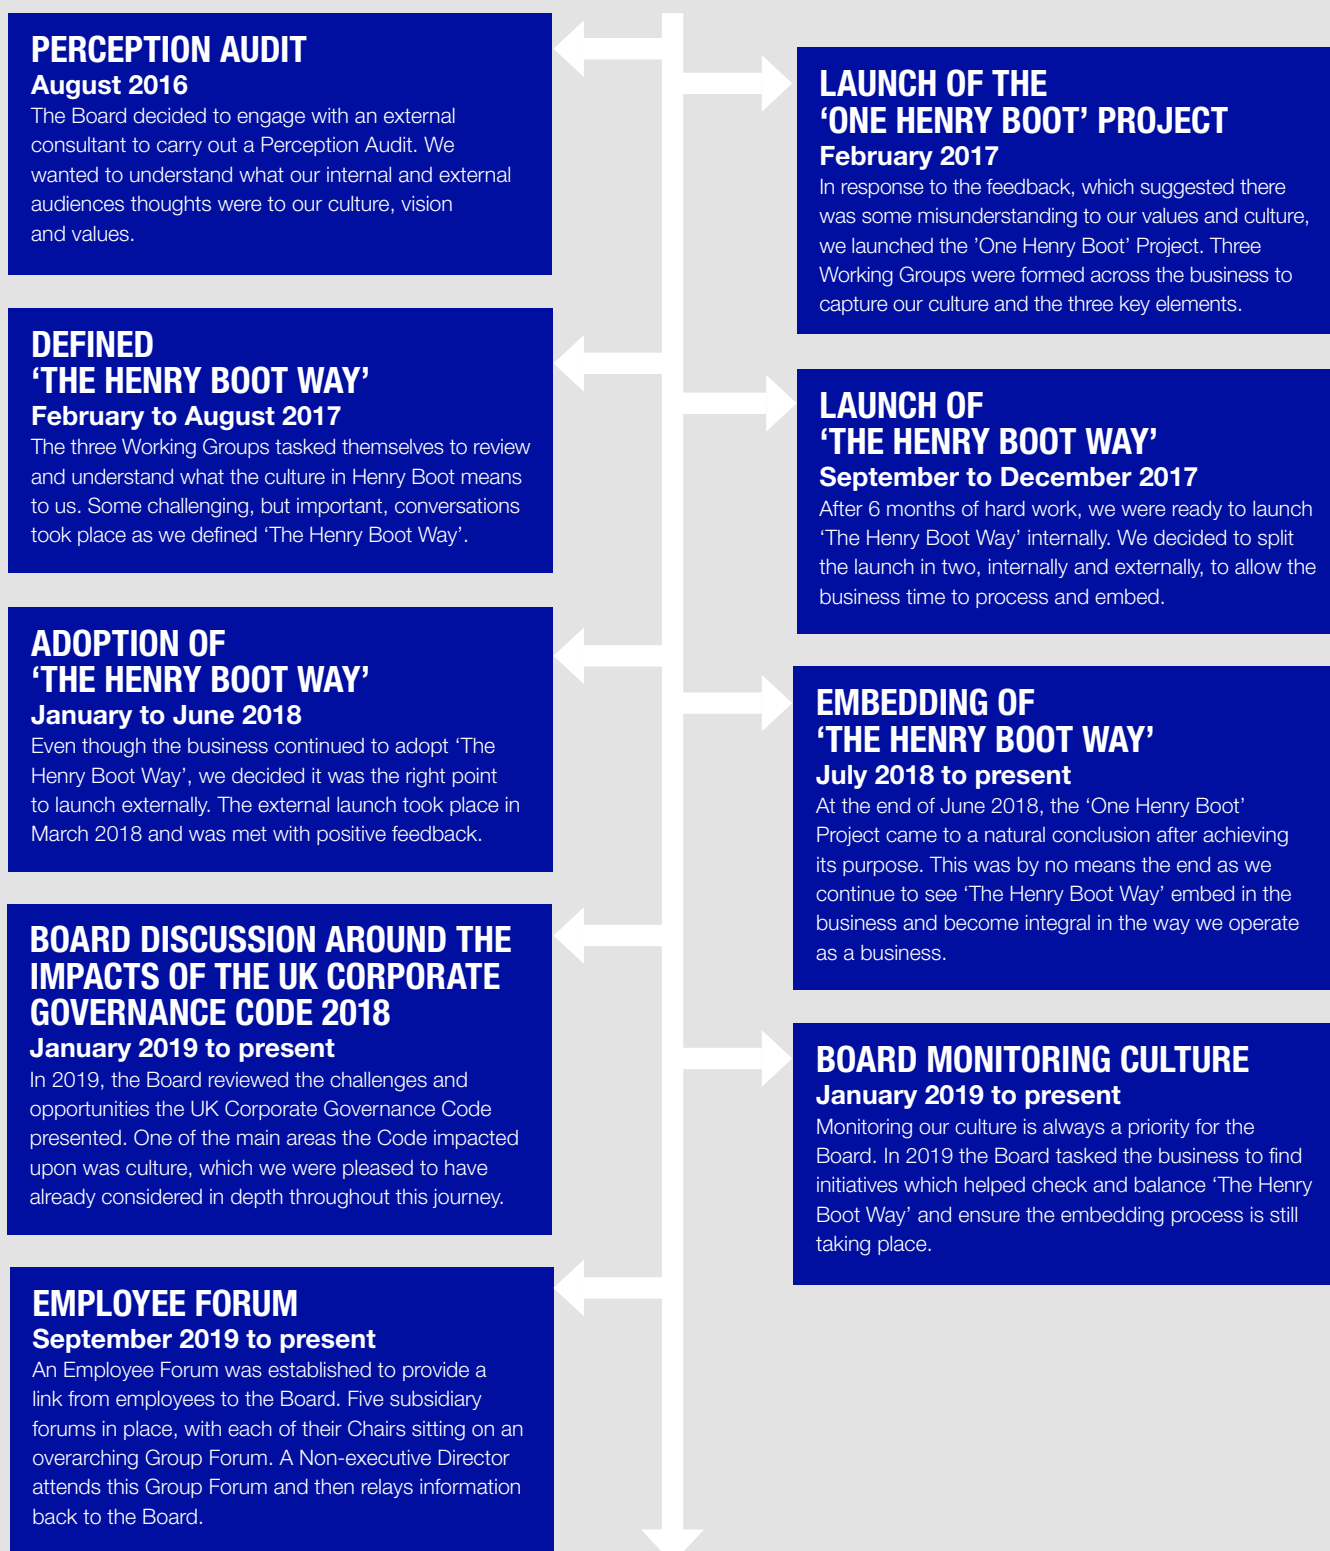 PERCEPTION AUDIT
August 2016
The Board decided to engage with an external
consultant to carry out a Perception Audit. We
wanted to understand what our internal and external
audiences thoughts were to our culture, vision
and values.
LAUNCH OF THE
‘ONE HENRY BOOT’ PROJECT
February 2017
In response to the feedback, which suggested there
was some misunderstanding to our values and culture,
we launched the ’One Henry Boot’ Project. Three
Working Groups were formed across the business to
capture our culture and the three key elements.
DEFINED
‘THE HENRY BOOT WAY’
February to August 2017
The three Working Groups tasked themselves to review
and understand what the culture in Henry Boot means
to us. Some challenging, but important, conversations
took place as we defined ‘The Henry Boot Way’.
LAUNCH OF
‘THE HENRY BOOT WAY’
September to December 2017
After 6 months of hard work, we were ready to launch
‘The Henry Boot Way’ internally. We decided to split
the launch in two, internally and externally, to allow the
business time to process and embed.
ADOPTION OF
‘THE HENRY BOOT WAY’
January to June 2018
Even though the business continued to adopt ‘The
Henry Boot Way’, we decided it was the right point
to launch externally. The external launch took place in
March 2018 and was met with positive feedback.
EMBEDDING OF
‘THE HENRY BOOT WAY’
July 2018 to present
At the end of June 2018, the ‘One Henry Boot’
Project came to a natural conclusion after achieving
its purpose. This was by no means the end as we
continue to see ‘The Henry Boot Way’ embed in the
business and become integral in the way we operate
as a business.
BOARD DISCUSSION AROUND THE
IMPACTS OF THE UK CORPORATE
GOVERNANCE CODE 2018
January 2019 to present
In 2019, the Board reviewed the challenges and
opportunities the UK Corporate Governance Code
presented. One of the main areas the Code impacted
upon was culture, which we were pleased to have
already considered in depth throughout this journey.
BOARD MONITORING CULTURE
January 2019 to present
Monitoring our culture is always a priority for the
Board. In 2019 the Board tasked the business to find
initiatives which helped check and balance ‘The Henry
Boot Way’ and ensure the embedding process is still
taking place.
EMPLOYEE FORUM
September 2019 to present
An Employee Forum was established to provide a
link from employees to the Board. Five subsidiary
forums in place, with each of their Chairs sitting on an
overarching Group Forum. A Non-executive Director
attends this Group Forum and then relays information
back to the Board.